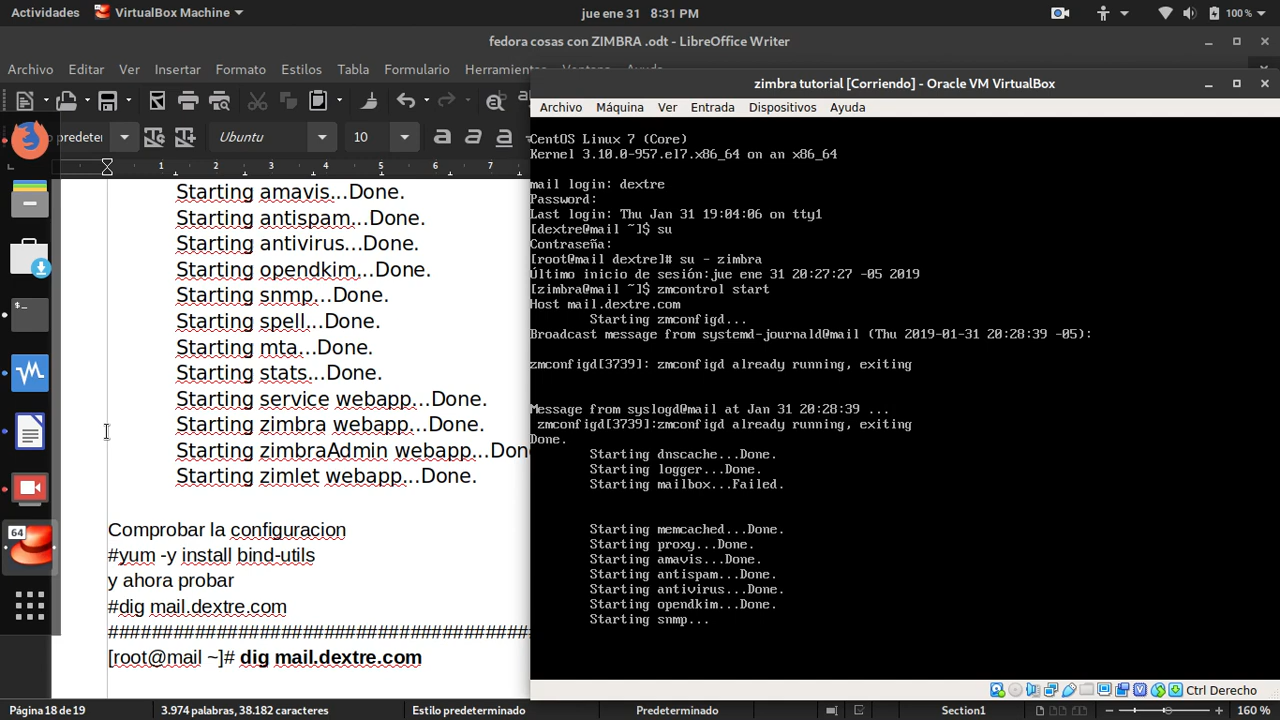 Actividades VirtualBox Machine jue ene 31 8:31 PM 100 %
fedora cosas con ZIMBRA .odt - LibreOffice Writer
Archivo Editar Ver Insertar Formato Estilos Tabla Formulario Herramientas Ventana Ayuda
predeter Ubuntu 10
1 2 3 4 5 6 7
Starting amavis...Done.
Starting antispam...Done.
Starting antivirus...Done.
Starting opendkim...Done.
Starting snmp...Done.
Starting spell...Done.
Starting mta...Done.
Starting stats...Done.
Starting service webapp...Done.
Starting zimbra webapp...Done.
Starting zimbraAdmin webapp...Don
Starting zimlet webapp...Done.
Comprobar la configuracion
#yum -y install bind-utils
y ahora probar
#dig mail.dextre.com
########################################
[root@mail ~]# dig mail.dextre.com
64
Página 18 de 19 3.974 palabras, 38.182 caracteres Estilo predeterminado Predeterminado Section1 160 %
zimbra tutorial [Corriendo] - Oracle VM VirtualBox
Archivo Máquina Ver Entrada Dispositivos Ayuda
CentOS Linux 7 (Core)
Kernel 3.10.0-957.el7.x86_64 on an x86_64
mail login: dextre
Password:
Last login: Thu Jan 31 19:04:06 on tty1
[dextre@mail ~]$ su
Contraseña:
[root@mail dextre]# su - zimbra
Último inicio de sesión:jue ene 31 20:27:27 -05 2019
[zimbra@mail ~]$ zmcontrol start
Host mail.dextre.com
Starting zmconfigd...
Broadcast message from systemd-journald@mail (Thu 2019-01-31 20:28:39 -05):
zmconfigd[3739]: zmconfigd already running, exiting
Message from syslogd@mail at Jan 31 20:28:39 ...
zmconfigd[3739]:zmconfigd already running, exiting
Done.
Starting dnscache...Done.
Starting logger...Done.
Starting mailbox...Failed.
Starting memcached...Done.
Starting proxy...Done.
Starting amavis...Done.
Starting antispam...Done.
Starting antivirus...Done.
Starting opendkim...Done.
Starting snmp...
Ctrl Derecho